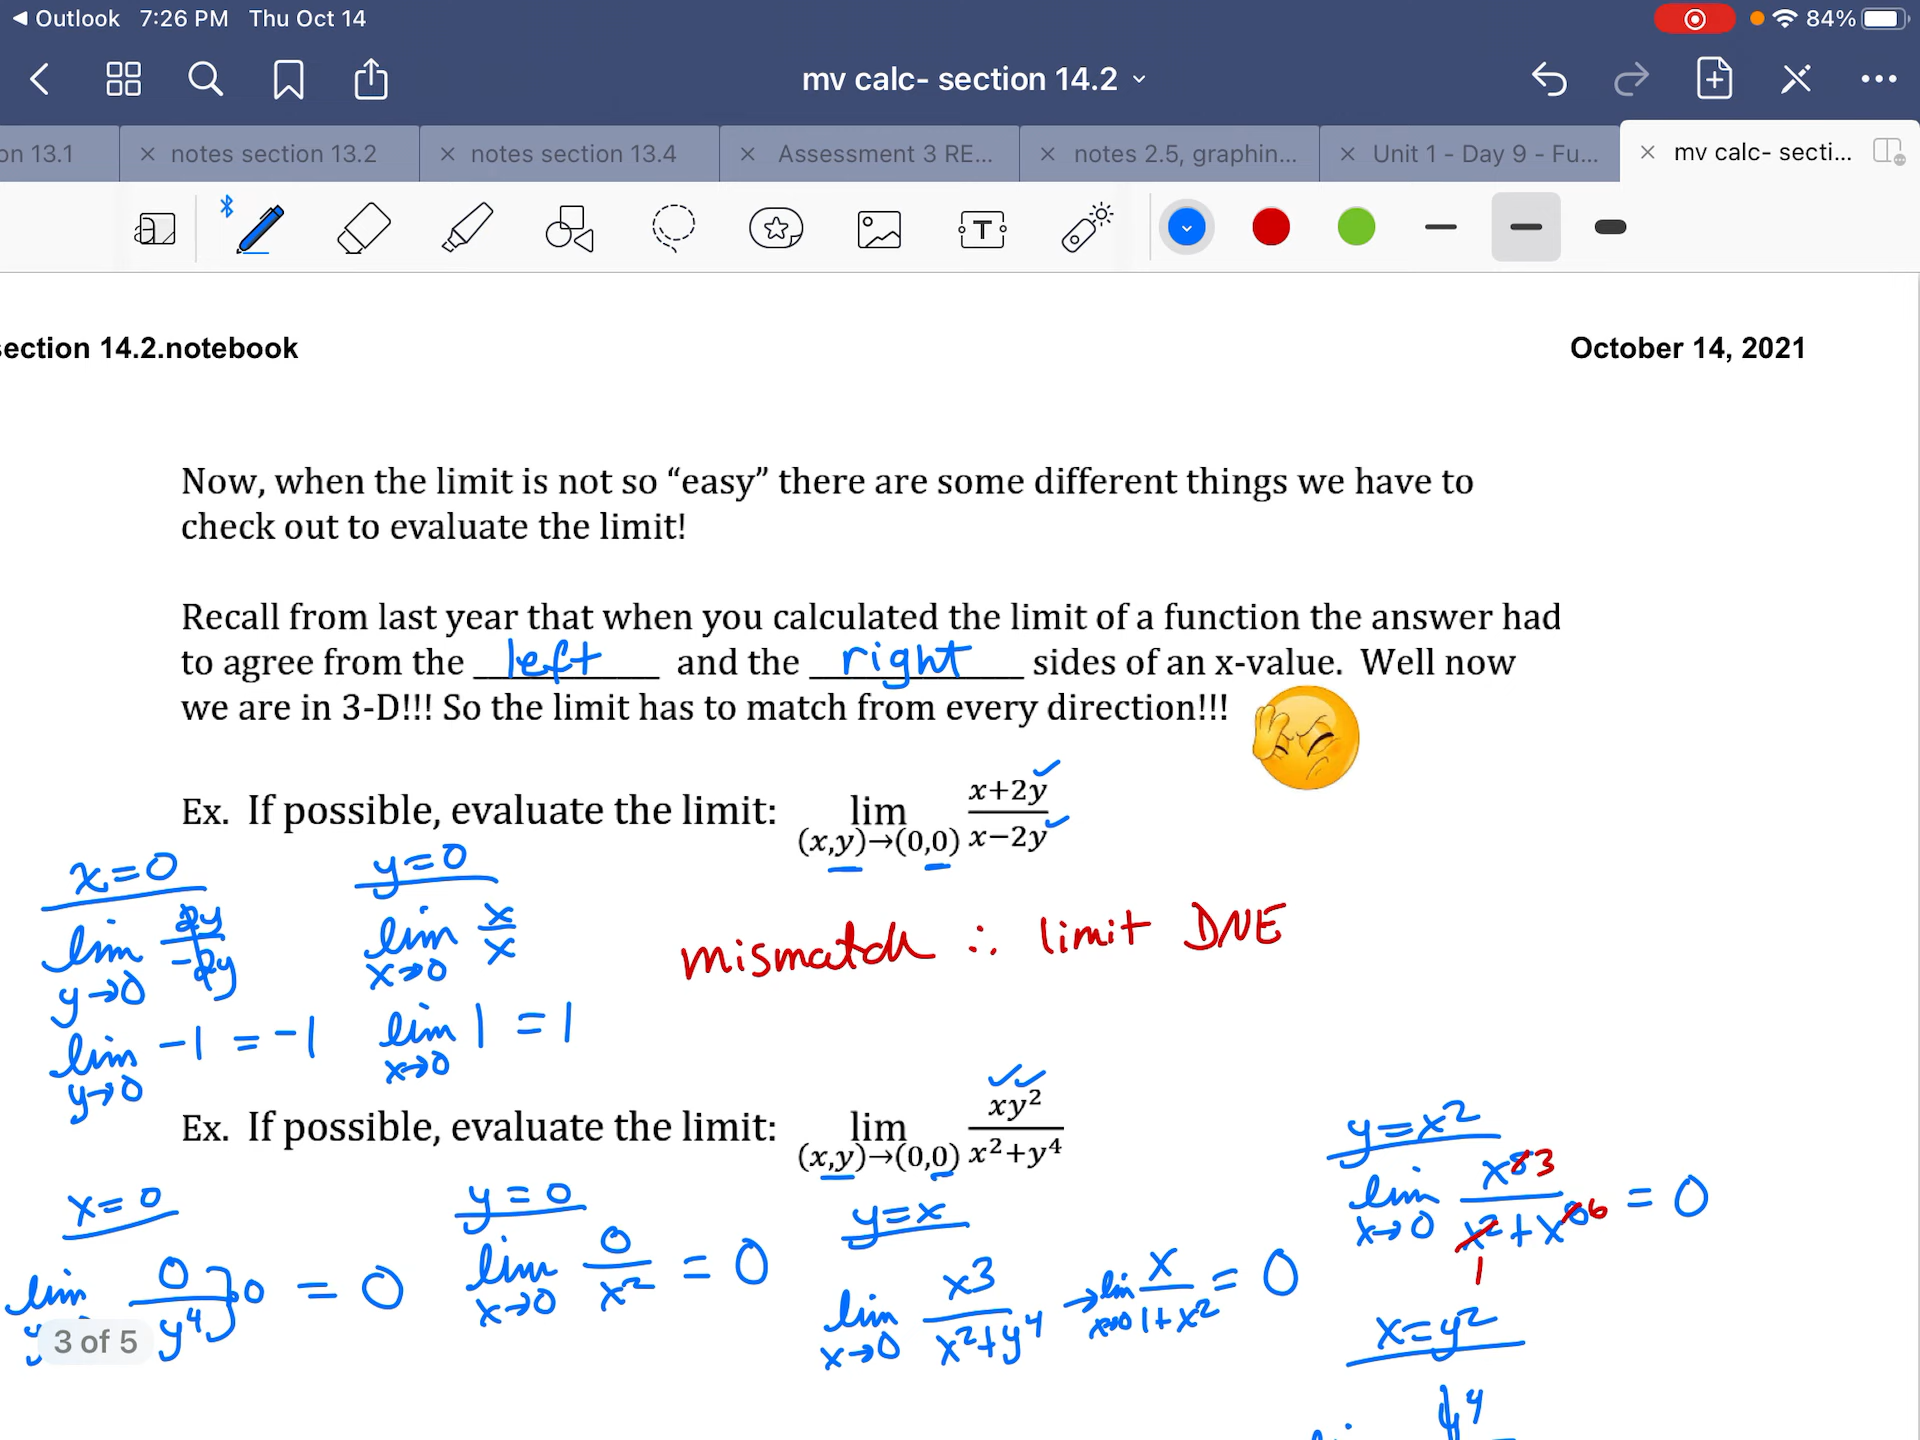 Outlook 7:26 PM Thu Oct 14 84%
mv calc- section 14.2
on 13.1 notes section 13.2 notes section 13.4 Assessment 3 RE... notes 2.5, graphin... Unit 1 - Day 9 - Fu... mv calc- secti...
section 14.2.notebook October 14, 2021
Now, when the limit is not so “easy” there are some different things we have to
check out to evaluate the limit!
Recall from last year that when you calculated the limit of a function the answer had
to agree from the left and the right sides of an x-value. Well now
we are in 3-D!!! So the limit has to match from every direction!!!
Ex. If possible, evaluate the limit: lim (x,y)→(0,0) x+2y / x−2y
x=0
lim y→0 2y / -2y
lim y→0 -1 = -1
y=0
lim x→0 x / x
lim x→0 1 = 1
mismatch ∴ limit DNE
Ex. If possible, evaluate the limit: lim (x,y)→(0,0) xy² / x²+y⁴
x=0
lim y 0 / y⁴ }0 = 0
y=0
lim x→0 0 / x² = 0
y=x
lim x→0 x³ / x²+y⁴ → lim x→0 x / 1+x² = 0
y=x²
lim x→0 x⁵ 3 / x² 1 + x⁸ 6 = 0
x=y²
y⁴
3 of 5